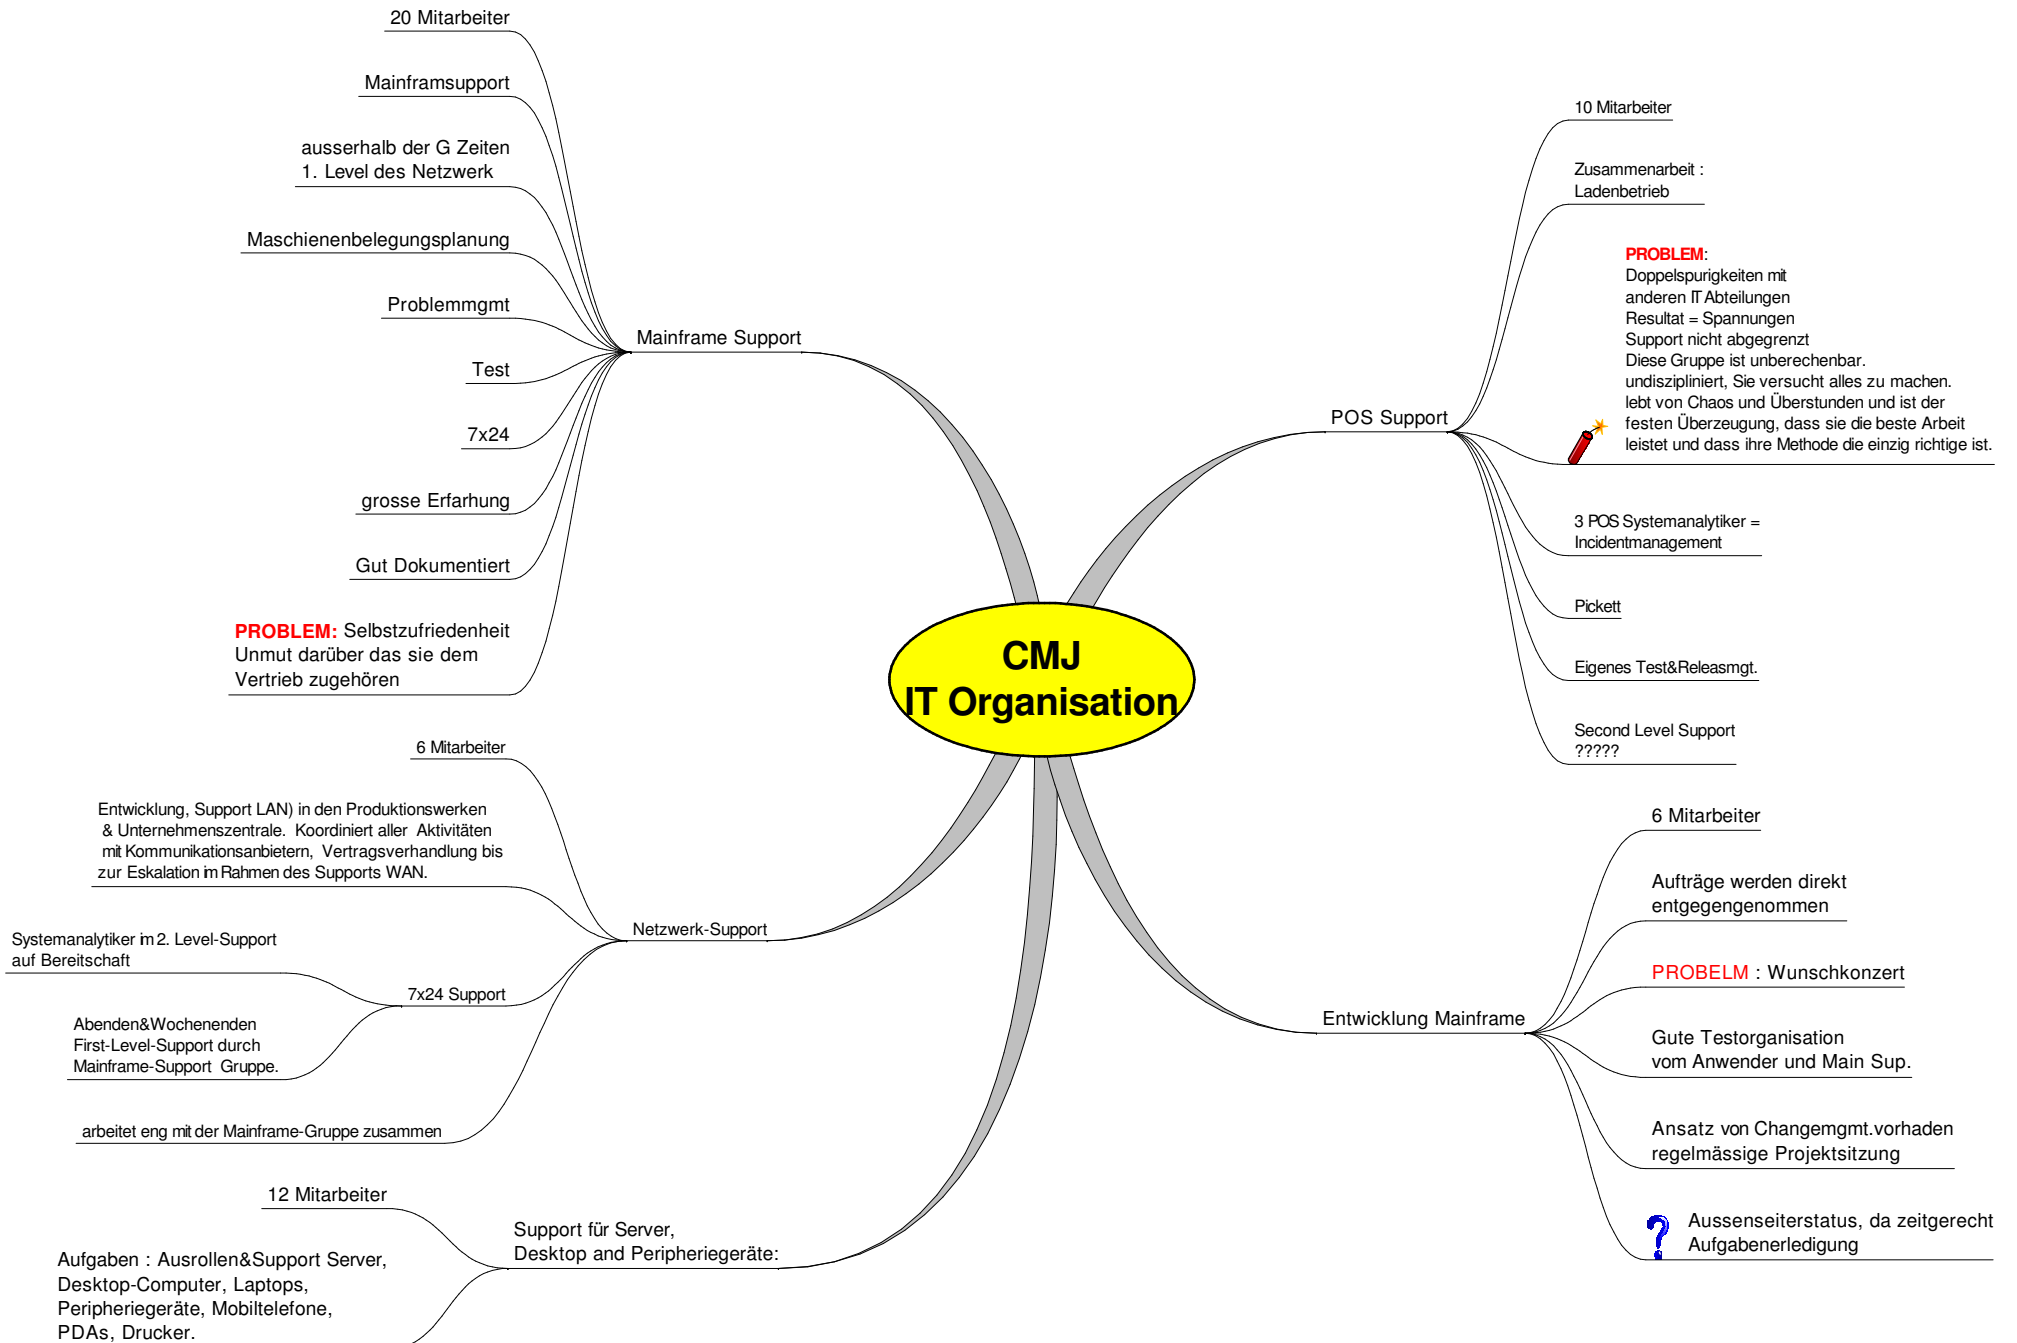 20 Mitarbeiter
Mainframsupport
ausserhalb der G Zeiten
1. Level des Netzwerk
Maschienenbelegungsplanung
Problemmgmt
Test
7x24
grosse Erfarhung
Gut Dokumentiert
PROBLEM: Selbstzufriedenheit
Unmut darüber das sie dem
Vertrieb zugehören
Mainframe Support
10 Mitarbeiter
Zusammenarbeit :
Ladenbetrieb
PROBLEM:
Doppelspurigkeiten mit
anderen IT Abteilungen
Resultat = Spannungen
Support nicht abgegrenzt
Diese Gruppe ist unberechenbar.
undiszipliniert, Sie versucht alles zu machen.
lebt von Chaos und Überstunden und ist der
festen Überzeugung, dass sie die beste Arbeit
leistet und dass ihre Methode die einzig richtige ist.
POS Support
3 POS Systemanalytiker =
Incidentmanagement
Pickett
Eigenes Test&Releasmgt.
Second Level Support
?????
CMJ
IT Organisation
6 Mitarbeiter
Entwicklung, Support LAN) in den Produktionswerken
& Unternehmenszentrale. Koordiniert aller Aktivitäten
mit Kommunikationsanbietern, Vertragsverhandlung bis
zur Eskalation im Rahmen des Supports WAN.
Netzwerk-Support
Systemanalytiker im 2. Level-Support
auf Bereitschaft
7x24 Support
Abenden&Wochenenden
First-Level-Support durch
Mainframe-Support Gruppe.
arbeitet eng mit der Mainframe-Gruppe zusammen
6 Mitarbeiter
Aufträge werden direkt
entgegengenommen
PROBELM : Wunschkonzert
Entwicklung Mainframe
Gute Testorganisation
vom Anwender und Main Sup.
Ansatz von Changemgmt.vorhaden
regelmässige Projektsitzung
Aussenseiterstatus, da zeitgerecht
Aufgabenerledigung
12 Mitarbeiter
Support für Server,
Desktop and Peripheriegeräte:
Aufgaben : Ausrollen&Support Server,
Desktop-Computer, Laptops,
Peripheriegeräte, Mobiltelefone,
PDAs, Drucker.